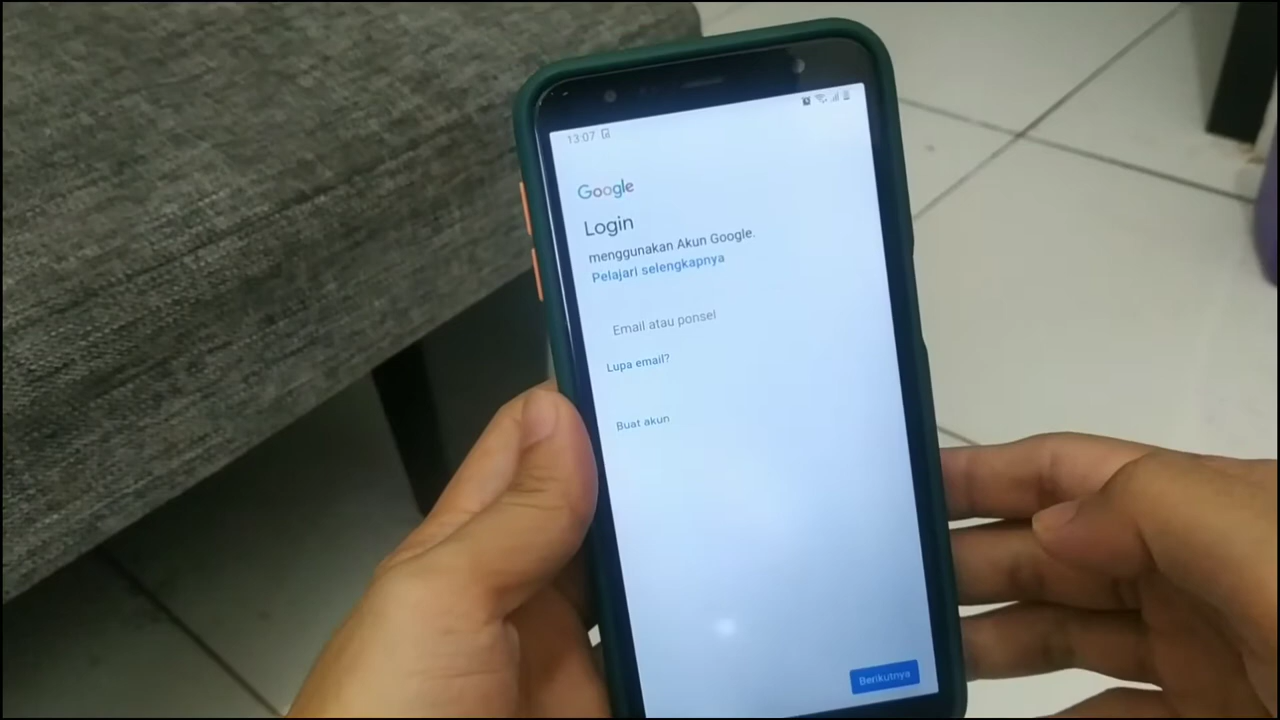 13:07
Google
Login
menggunakan Akun Google.
Pelajari selengkapnya
Email atau ponsel
Lupa email?
Buat akun
Berikutnya